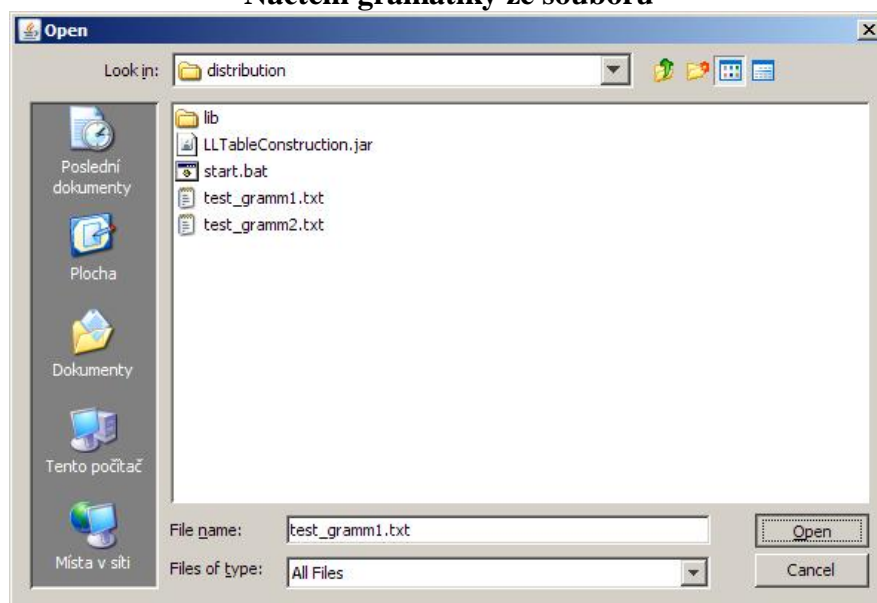 Načtení gramatiky ze souboru
Open
Look in: distribution
lib
LLTableConstruction.jar
start.bat
test_gramm1.txt
test_gramm2.txt
Poslední
dokumenty
Plocha
Dokumenty
Tento počítač
Místa v síti
File name: test_gramm1.txt Open
Files of type: All Files Cancel